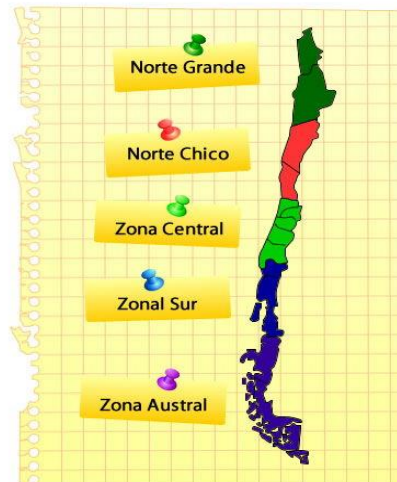 Norte Grande
Norte Chico
Zona Central
Zonal Sur
Zona Austral